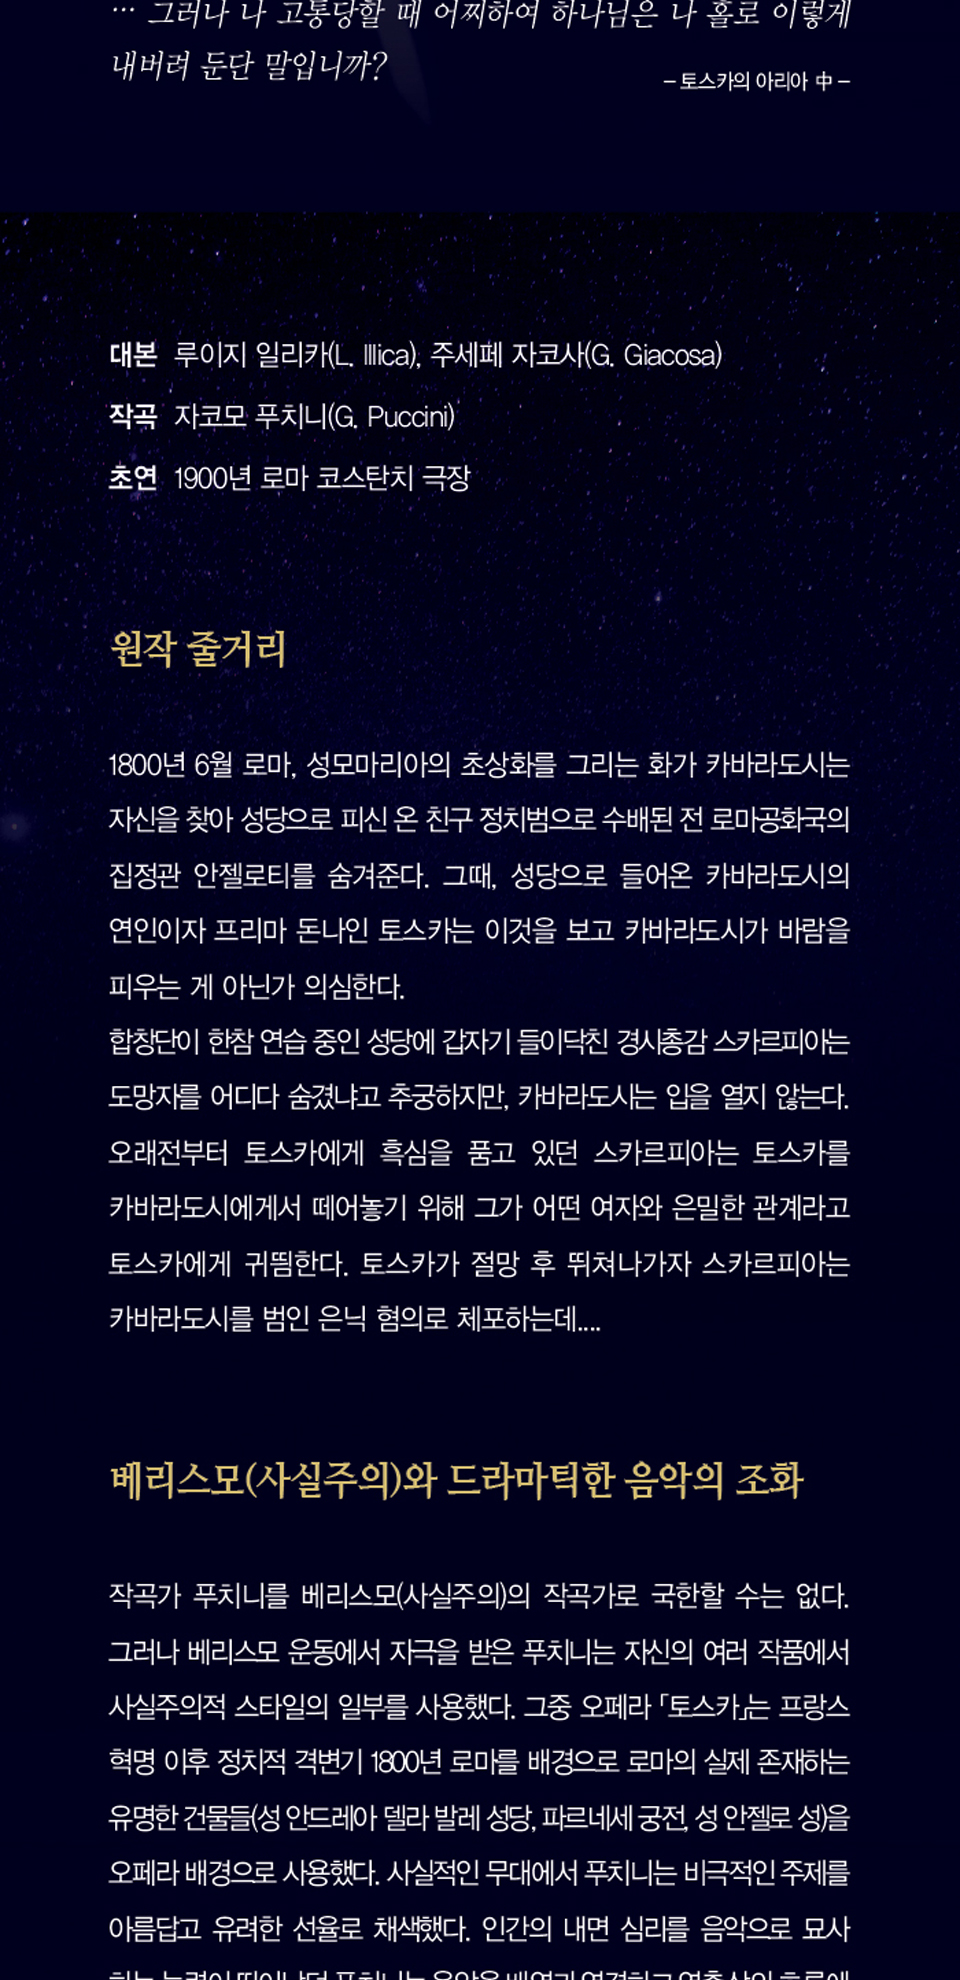 … 그러나 나 고통당할 때 어찌하여 하나님은 나 홀로 이렇게
내버려 둔단 말입니까?
– 토스카의 아리아 中 –
대본 루이지 일리카(L. Illica), 주세페 자코사(G. Giacosa)
작곡 자코모 푸치니(G. Puccini)
초연 1900년 로마 코스탄치 극장
원작 줄거리
1800년 6월 로마, 성모마리아의 초상화를 그리는 화가 카바라도시는
자신을 찾아 성당으로 피신 온 친구 정치범으로 수배된 전 로마공화국의
집정관 안젤로티를 숨겨준다. 그때, 성당으로 들어온 카바라도시의
연인이자 프리마 돈나인 토스카는 이것을 보고 카바라도시가 바람을
피우는 게 아닌가 의심한다.
합창단이 한참 연습 중인 성당에 갑자기 들이닥친 경시총감 스카르피아는
도망자를 어디다 숨겼냐고 추궁하지만, 카바라도시는 입을 열지 않는다.
오래전부터 토스카에게 흑심을 품고 있던 스카르피아는 토스카를
카바라도시에게서 떼어놓기 위해 그가 어떤 여자와 은밀한 관계라고
토스카에게 귀띔한다. 토스카가 절망 후 뛰쳐나가자 스카르피아는
카바라도시를 범인 은닉 혐의로 체포하는데....
베리스모(사실주의)와 드라마틱한 음악의 조화
작곡가 푸치니를 베리스모(사실주의)의 작곡가로 국한할 수는 없다.
그러나 베리스모 운동에서 자극을 받은 푸치니는 자신의 여러 작품에서
사실주의적 스타일의 일부를 사용했다. 그중 오페라 「토스카」는 프랑스
혁명 이후 정치적 격변기 1800년 로마를 배경으로 로마의 실제 존재하는
유명한 건물들(성 안드레아 델라 발레 성당, 파르네세 궁전, 성 안젤로 성)을
오페라 배경으로 사용했다. 사실적인 무대에서 푸치니는 비극적인 주제를
아름답고 유려한 선율로 채색했다. 인간의 내면 심리를 음악으로 묘사